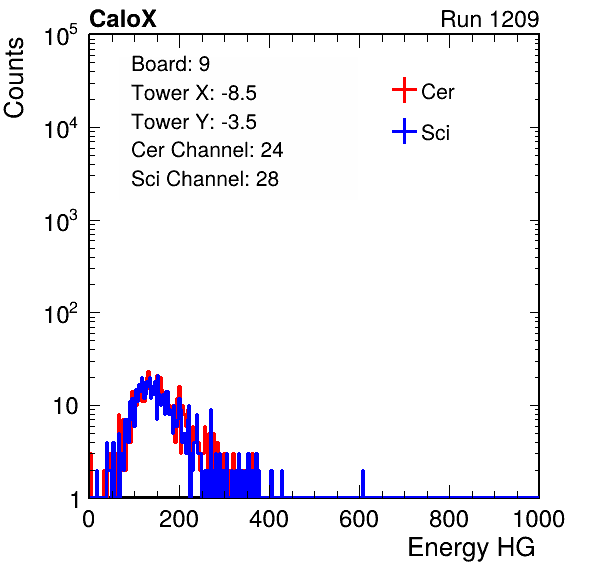 CaloX Run 1209
Counts
Board: 9
Tower X: -8.5
Tower Y: -3.5
Cer Channel: 24
Sci Channel: 28
Cer
Sci
10^5
10^4
10^3
10^2
10
1
0 200 400 600 800 1000
Energy HG